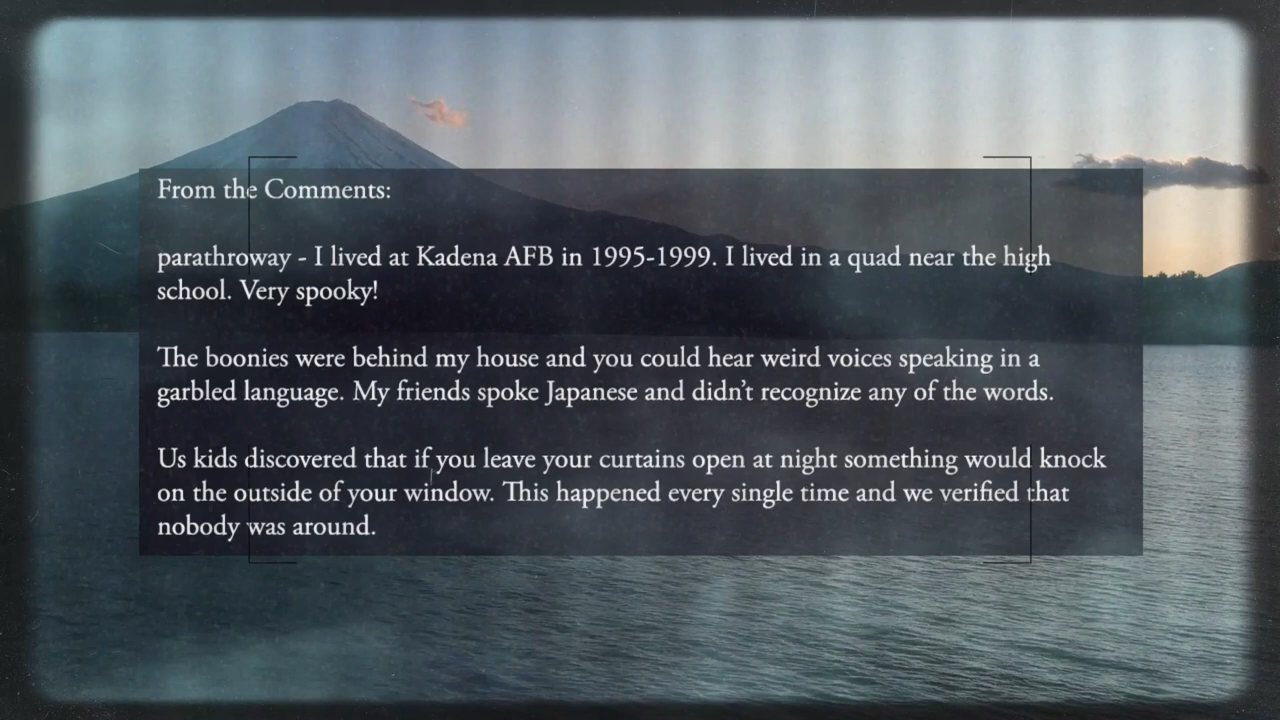 From the Comments:
parathroway - I lived at Kadena AFB in 1995-1999. I lived in a quad near the high
school. Very spooky!
The boonies were behind my house and you could hear weird voices speaking in a
garbled language. My friends spoke Japanese and didn’t recognize any of the words.
Us kids discovered that if you leave your curtains open at night something would knock
on the outside of your window. This happened every single time and we verified that
nobody was around.